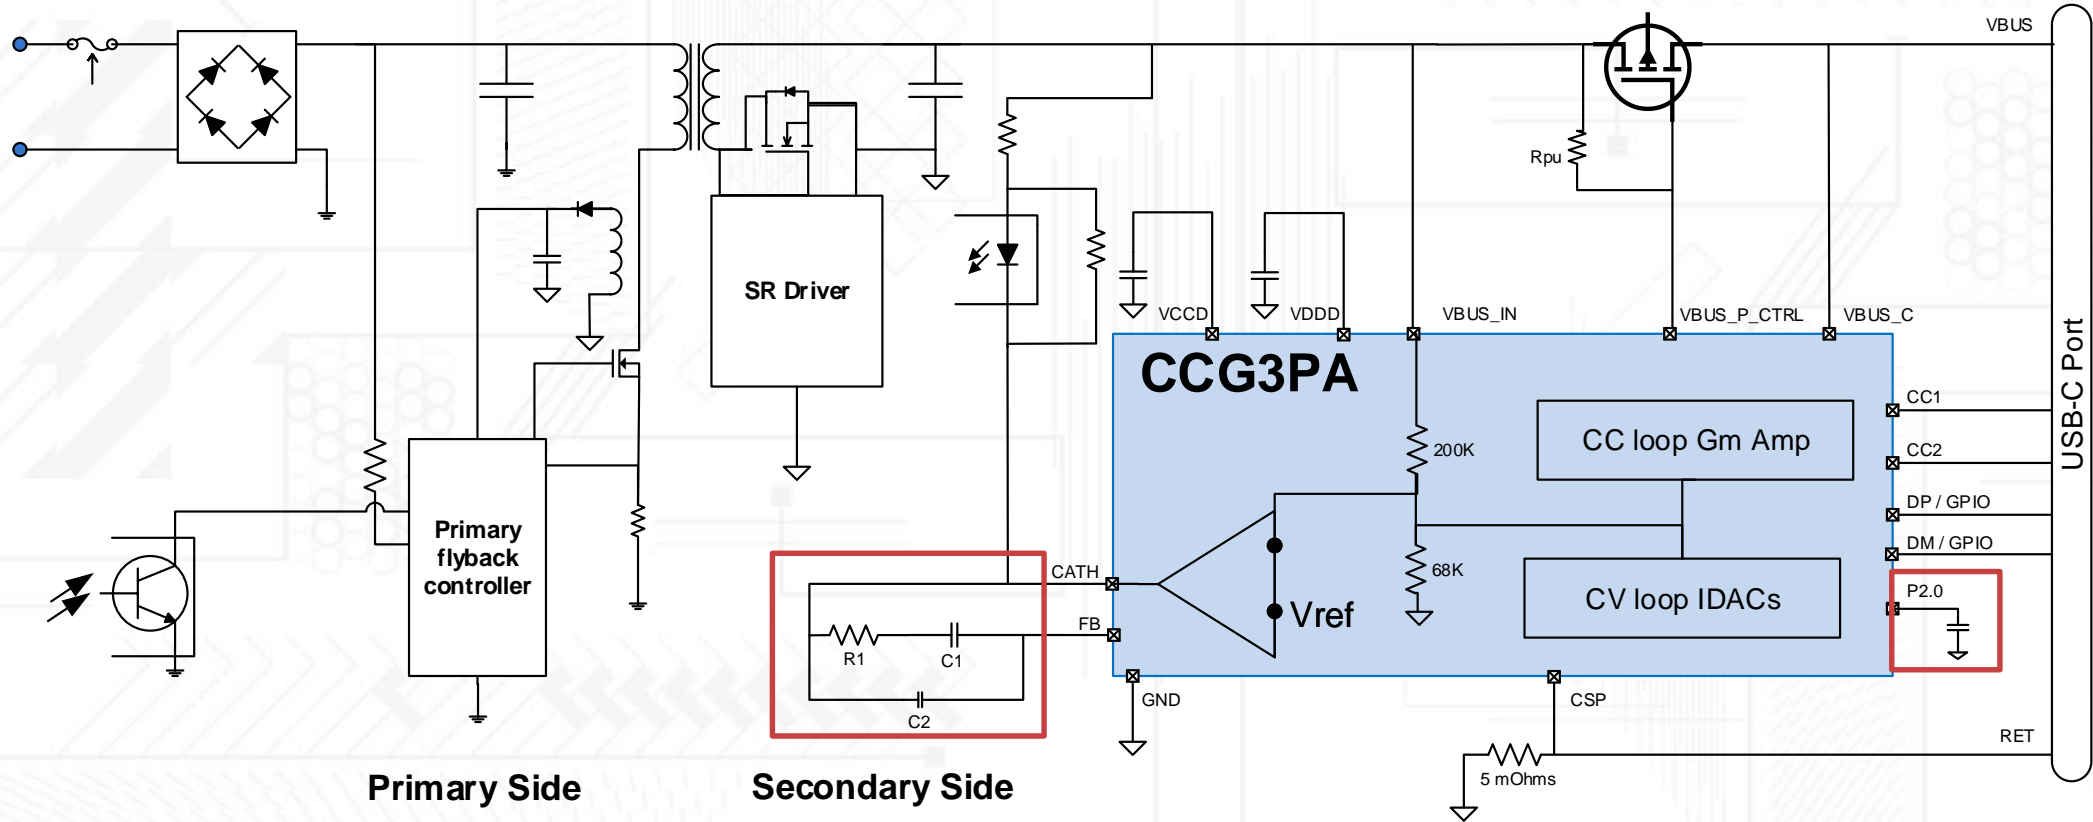 VBUS
Rpu
SR Driver
VCCD
VDDD
VBUS_IN
VBUS_P_CTRL
VBUS_C
CCG3PA
CC1
CC loop Gm Amp
200K
CC2
USB-C Port
DP / GPIO
Primary
flyback
controller
DM / GPIO
CATH
68K
P2.0
CV loop IDACs
Vref
FB
R1
C1
GND
CSP
C2
RET
5 mOhms
Primary Side
Secondary Side